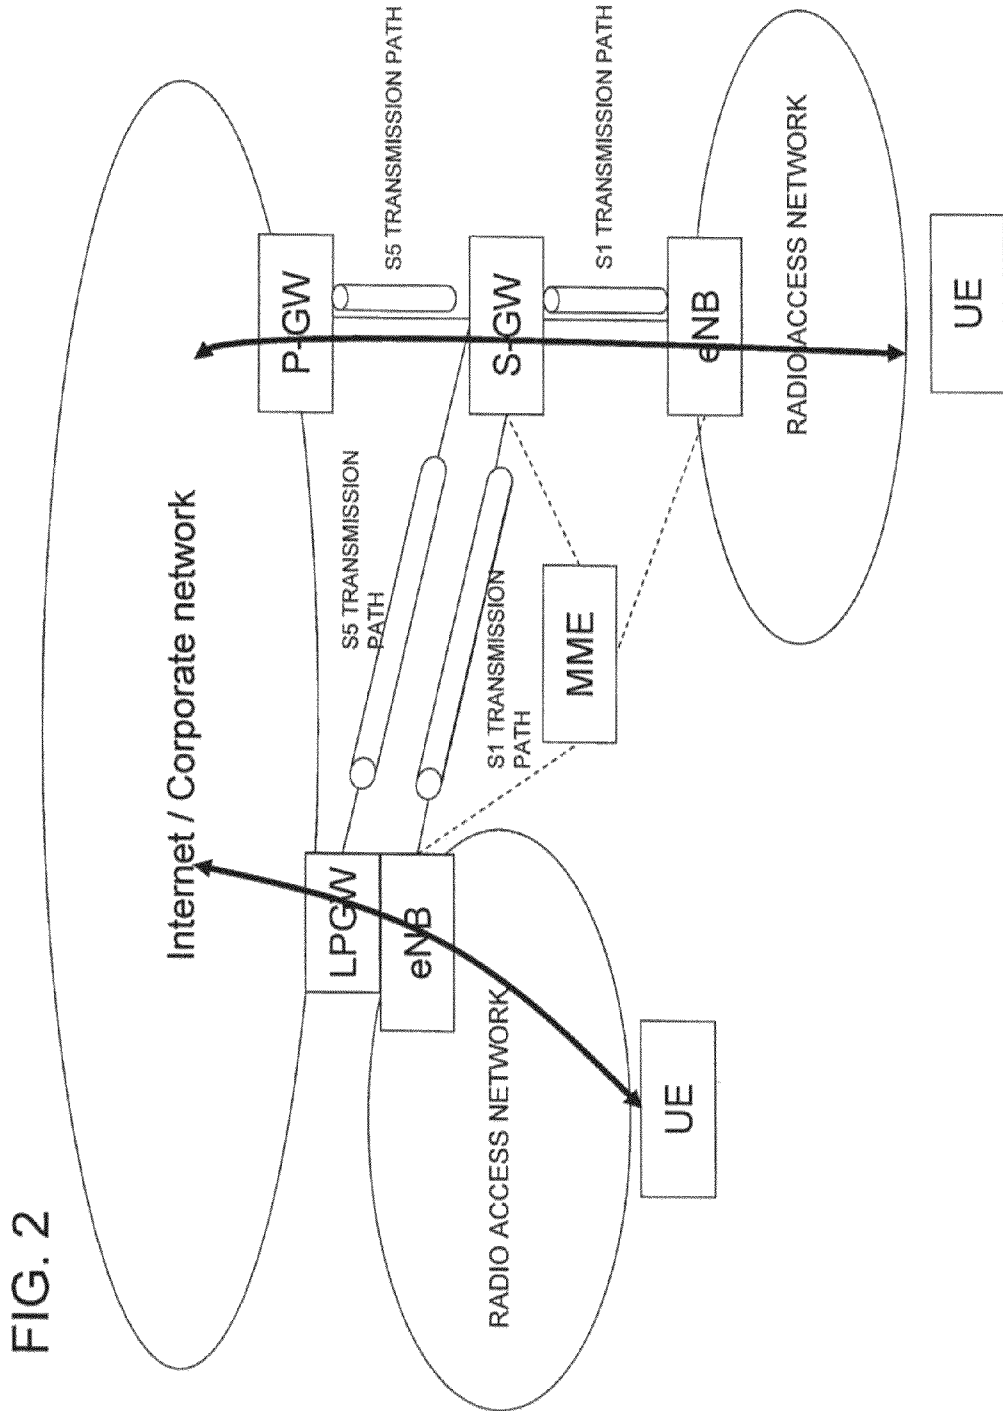 FIG. 2
Internet / Corporate network
LPGW
eNB
P-GW
S5 TRANSMISSION
PATH
S5 TRANSMISSION PATH
S-GW
S1 TRANSMISSION
PATH
S1 TRANSMISSION PATH
MME
eNB
RADIO ACCESS NETWORK
RADIO ACCESS NETWORK
UE
UE